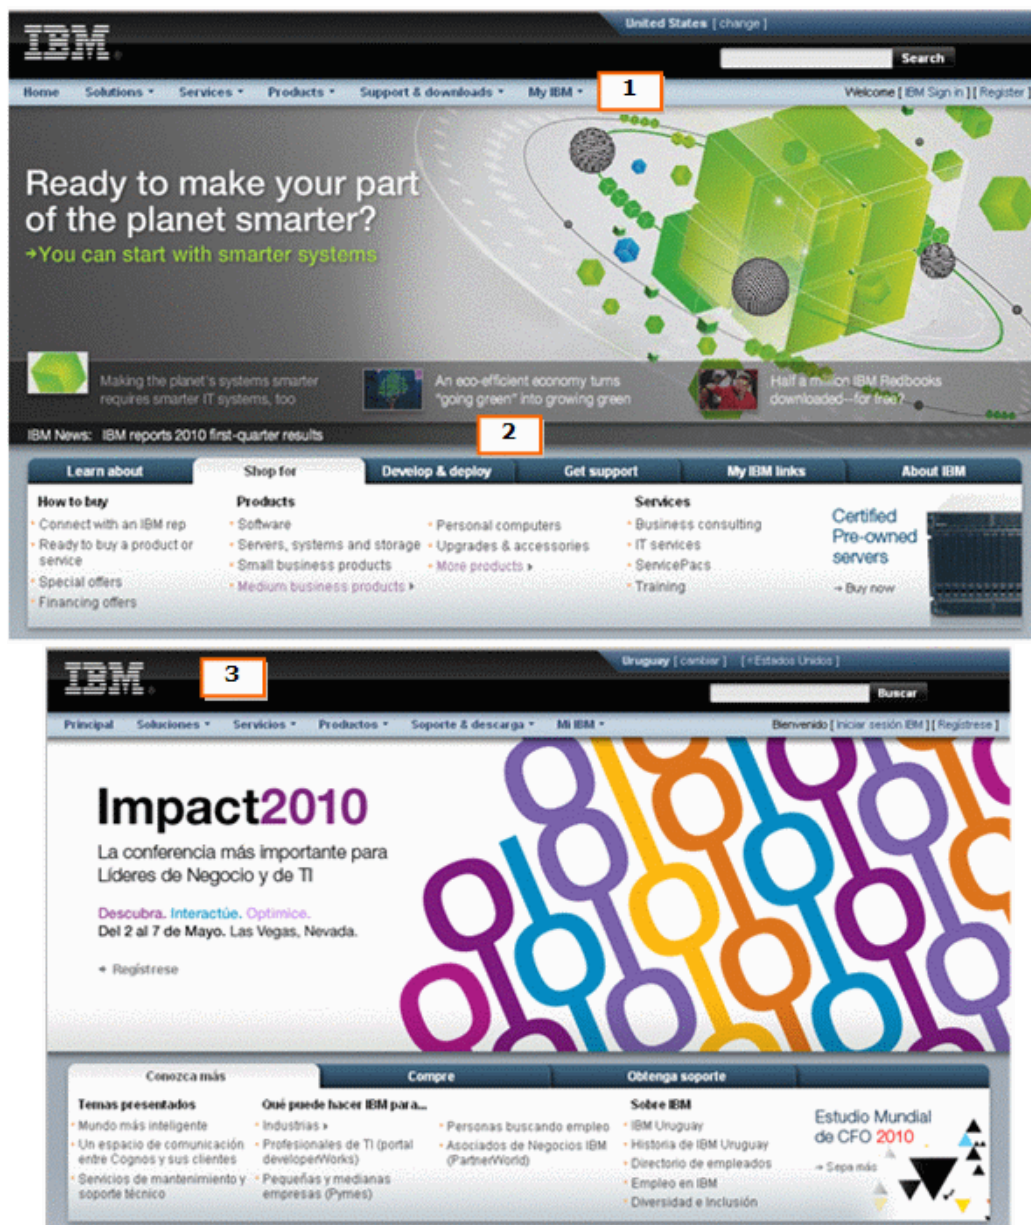 United States [ change ]
IBM
Search
Home Solutions Services Products Support & downloads My IBM 1 Welcome [ IBM Sign in ] [ Register ]
Ready to make your part
of the planet smarter?
You can start with smarter systems
Making the planet's systems smarter
requires smarter IT systems, too
An eco-efficient economy turns
"going green" into growing green
Half a million IBM Redbooks
downloaded--for free?
IBM News: IBM reports 2010 first-quarter results
2
Learn about Shop for Develop & deploy Get support My IBM links About IBM
How to buy
Connect with an IBM rep
Ready to buy a product or
service
Special offers
Financing offers
Products
Software
Servers, systems and storage
Small business products
Medium business products
Personal computers
Upgrades & accessories
More products
Services
Business consulting
IT services
ServicePacs
Training
Certified
Pre-owned
servers
→ Buy now
Uruguay [ cambiar ] [ Estados Unidos ]
IBM
3
Buscar
Principal Soluciones Servicios Productos Soporte & descarga Mi IBM Bienvenido [ Iniciar sesión IBM ] [ Regístrese ]
Impact2010
La conferencia más importante para
Líderes de Negocio y de TI
Descubra. Interactúe. Optimice.
Del 2 al 7 de Mayo. Las Vegas, Nevada.
Regístrese
Conozca más Compre Obtenga soporte
Temas presentados
Mundo más inteligente
Un espacio de comunicación
entre Cognos y sus clientes
Servicios de mantenimiento y
soporte técnico
Qué puede hacer IBM para...
Industrias
Profesionales de TI (portal
developerWorks)
Pequeñas y medianas
empresas (Pymes)
Personas buscando empleo
Asociados de Negocios IBM
(PartnerWorld)
Sobre IBM
IBM Uruguay
Historia de IBM Uruguay
Directorio de empleados
Empleo en IBM
Diversidad e Inclusión
Estudio Mundial
de CFO 2010
→ Sepa más